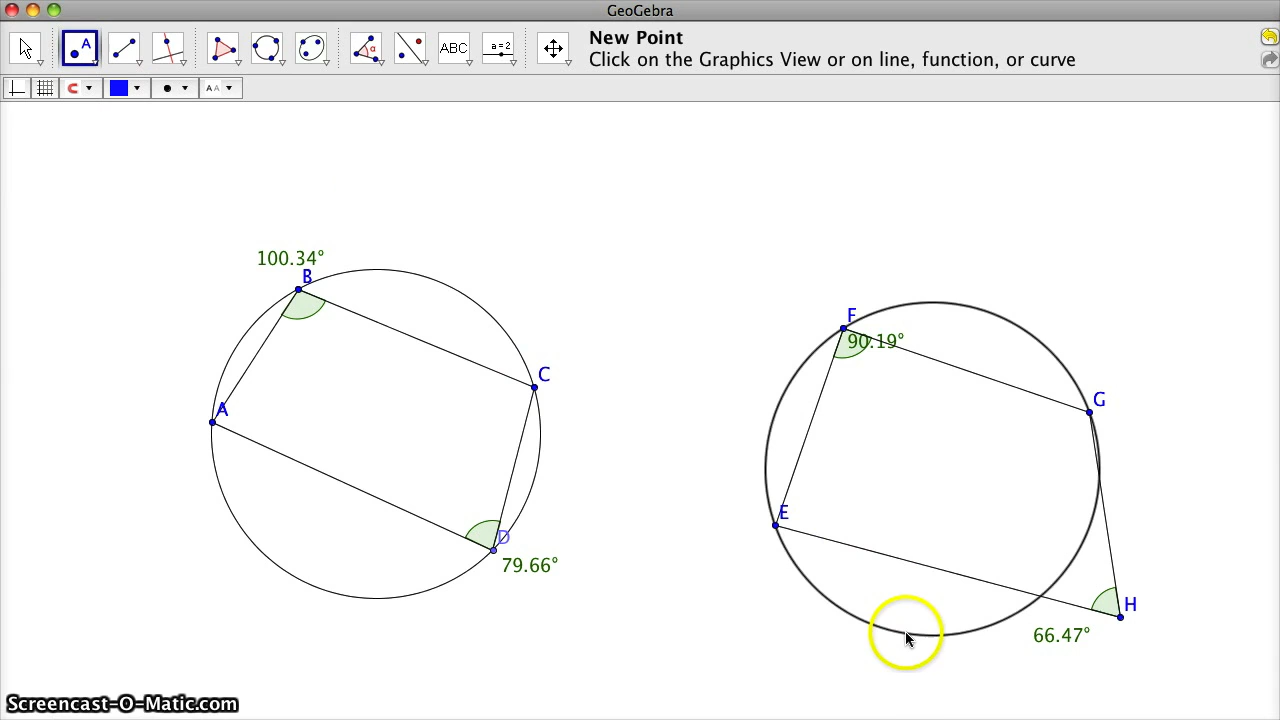 GeoGebra
A
ABC
a=2
New Point
Click on the Graphics View or on line, function, or curve
A A
100.34°
B
F
90.19°
C
G
A
E
D
79.66°
H
66.47°
Screencast-O-Matic.com